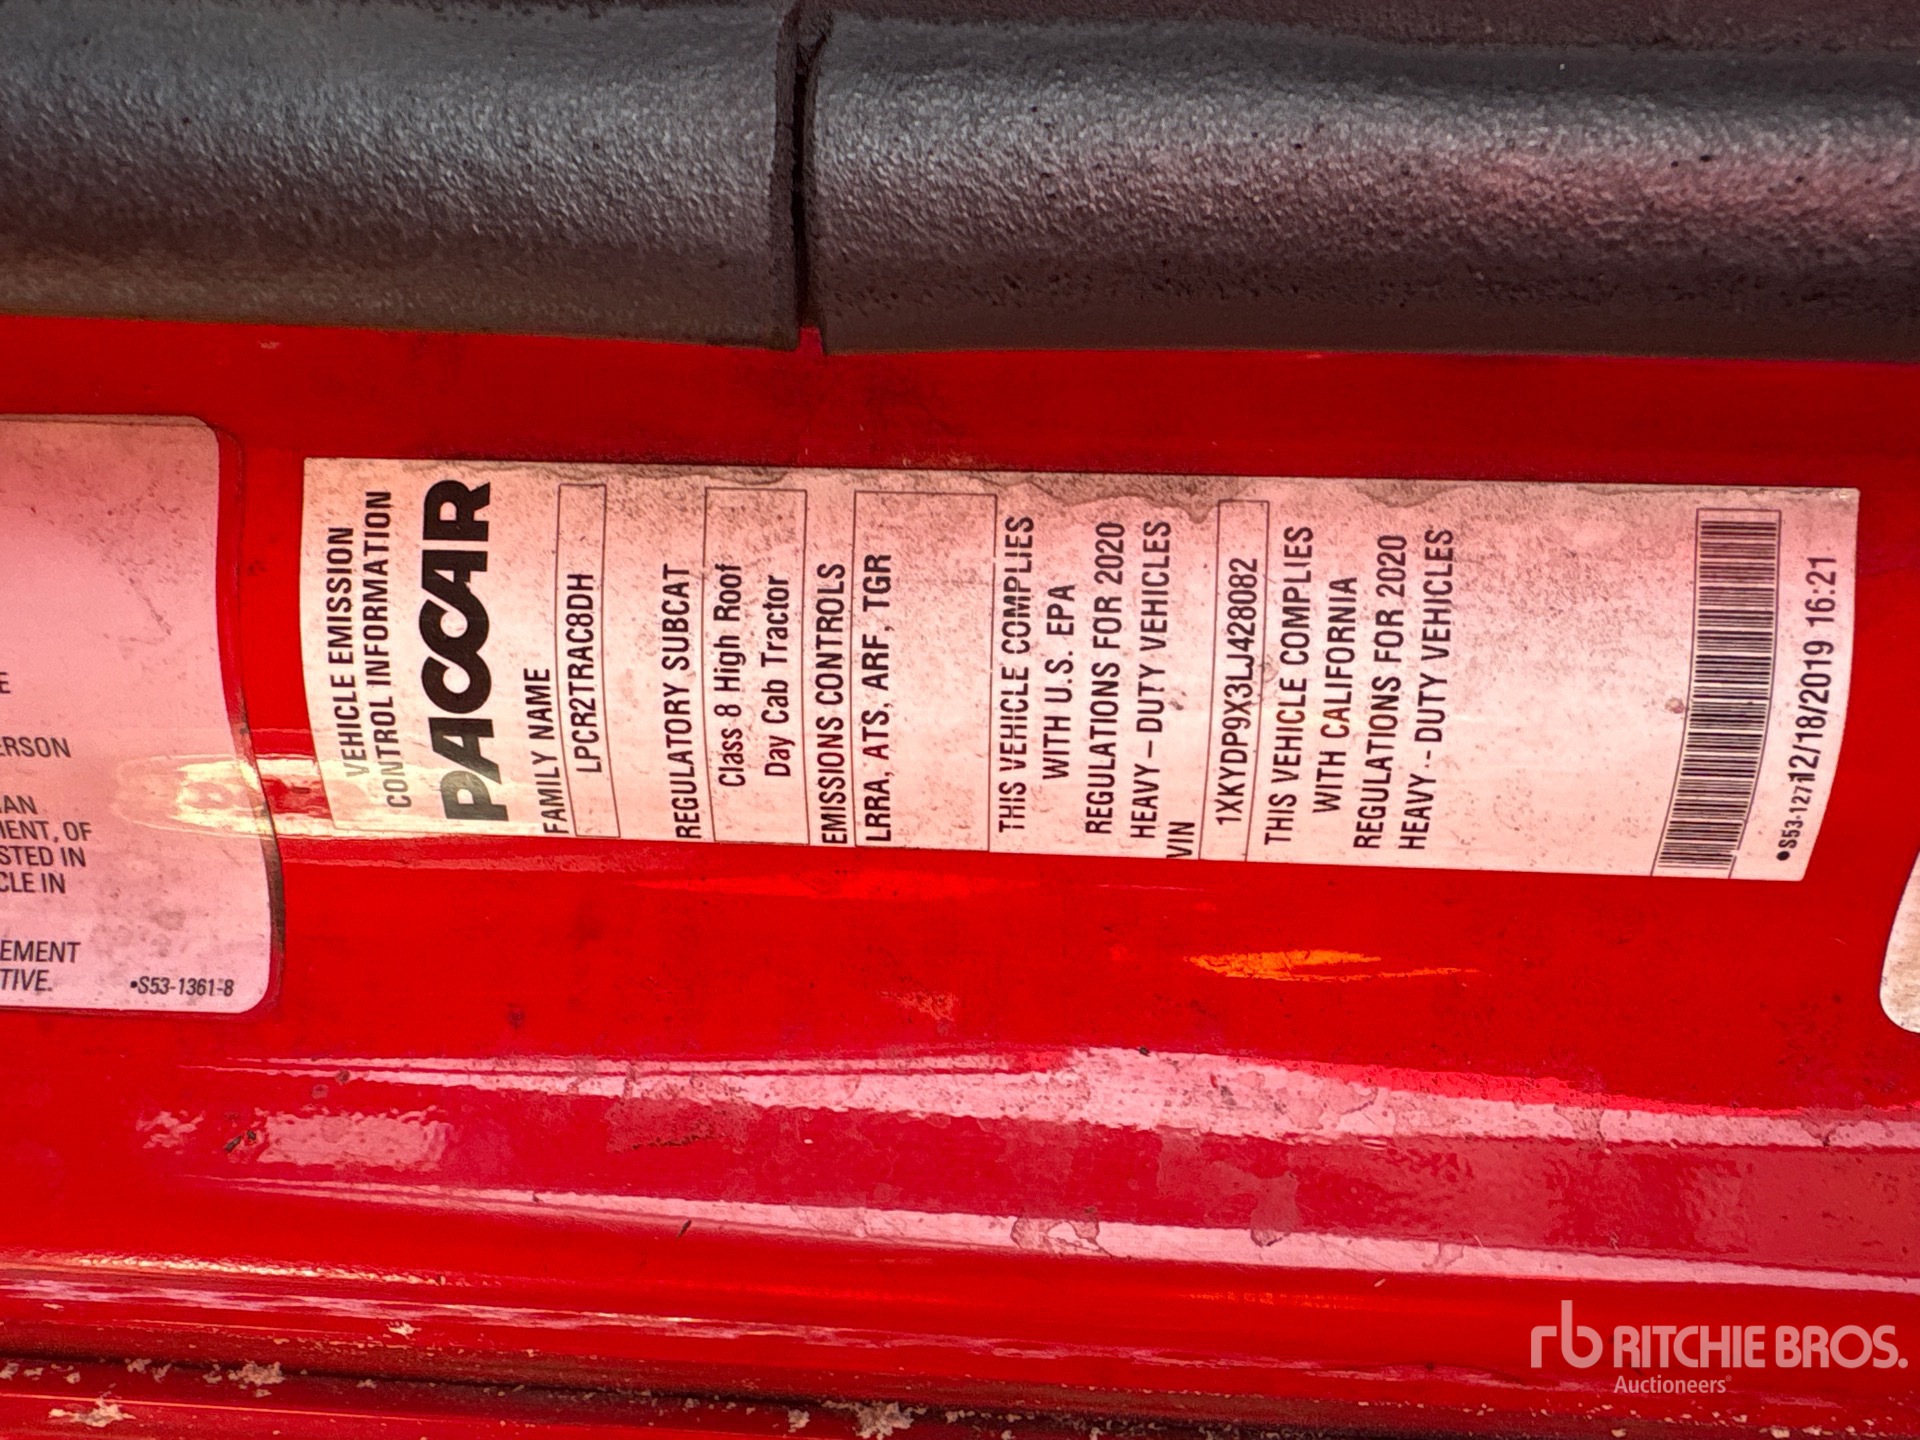 E
ERSON
IAN
MENT, OF
STED IN
CLE IN
EMENT
TIVE.
•S53-1361-8
VEHICLE EMISSION
CONTROL INFORMATION
PACCAR
FAMILY NAME
LPCR2TRAC8DH
REGULATORY SUBCAT
Class 8 High Roof
Day Cab Tractor
EMISSIONS CONTROLS
LRRA, ATS, ARF, TGR
THIS VEHICLE COMPLIES
WITH U.S. EPA
REGULATIONS FOR 2020
HEAVY - DUTY VEHICLES
VIN
1XKYDP9X3LJ428082
THIS VEHICLE COMPLIES
WITH CALIFORNIA
REGULATIONS FOR 2020
HEAVY - DUTY VEHICLES
12/18/2019 16:21
rb RITCHIE BROS.
Auctioneers